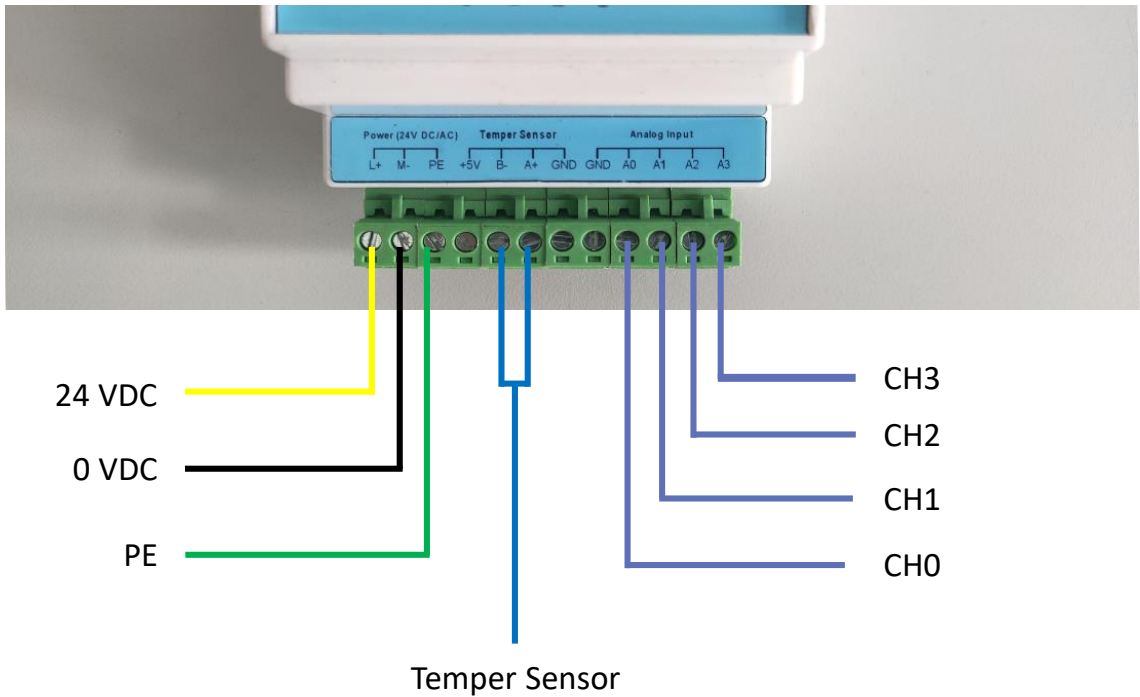 Power (24V DC/AC) Temper Sensor Analog Input
L+ M- PE +5V B- A+ GND GND A0 A1 A2 A3
24 VDC
0 VDC
PE
Temper Sensor
CH3
CH2
CH1
CH0